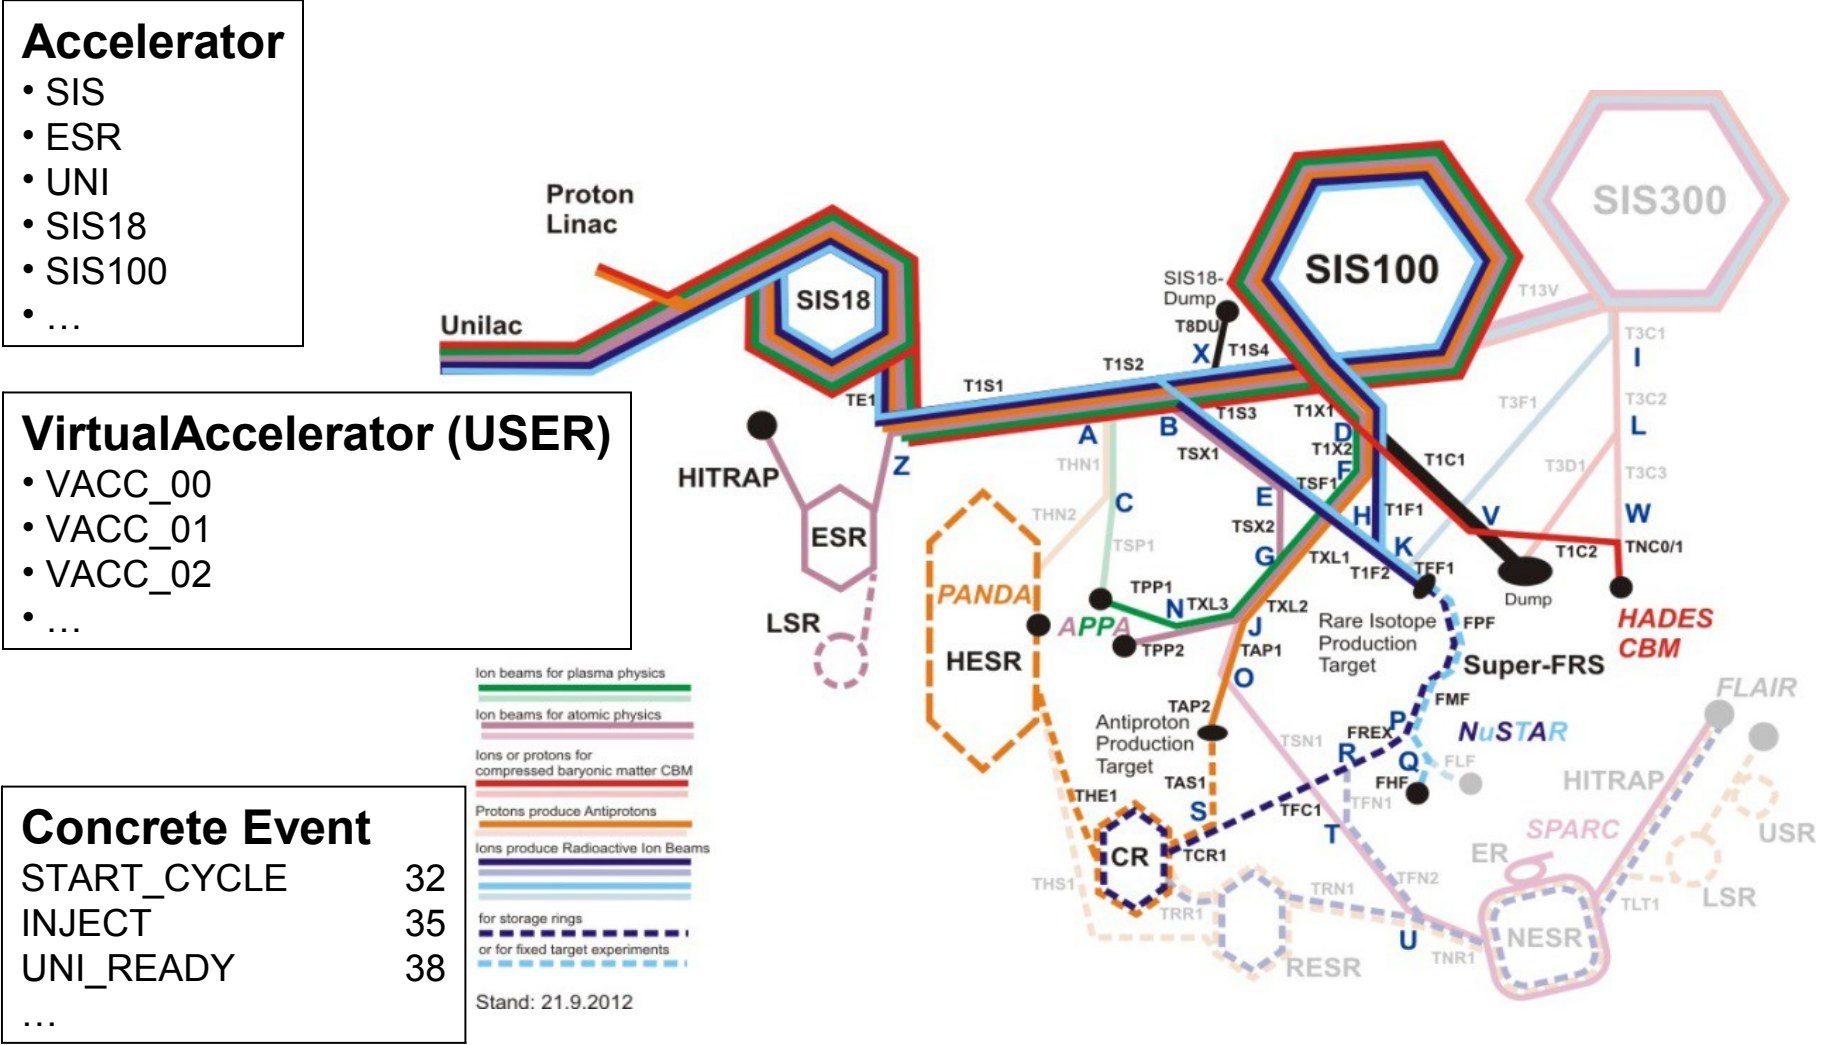 Accelerator
• SIS
• ESR
• UNI
• SIS18
• SIS100
• …
VirtualAccelerator (USER)
• VACC_00
• VACC_01
• VACC_02
• …
Concrete Event
START_CYCLE 32
INJECT 35
UNI_READY 38
…
Proton
Linac
Unilac
SIS18
SIS100
SIS300
SIS18-
Dump
T8DU
X
T1S4
T13V
T3C1
I
T1S2
T1S1
TE1
T3F1
T3C2
L
T1S3
T1X1
A
B
D
Z
T1X2
TSX1
F
T1C1
T3D1
T3C3
THN1
HITRAP
E
TSF1
C
THN2
TSX2
H
T1F1
V
W
ESR
TSP1
G
TXL1
K
T1C2
TNC0/1
T1F2
TFF1
PANDA
TPP1
N
TXL3
TXL2
Dump
LSR
APPA
J
Rare Isotope
Production
Target
FPF
HADES
CBM
HESR
TPP2
TAP1
Super-FRS
O
FMF
FLAIR
TAP2
Antiproton
Production
Target
TSN1
P
FREX
R
NuSTAR
Q
FLF
TAS1
FHF
HITRAP
THE1
S
TFN1
TFC1
T
SPARC
USR
CR
TCR1
ER
THS1
TFN2
TRN1
TRR1
TLT1
LSR
U
NESR
RESR
TNR1
Ion beams for plasma physics
Ion beams for atomic physics
Ions or protons for
compressed baryonic matter CBM
Protons produce Antiprotons
Ions produce Radioactive Ion Beams
for storage rings
or for fixed target experiments
Stand: 21.9.2012